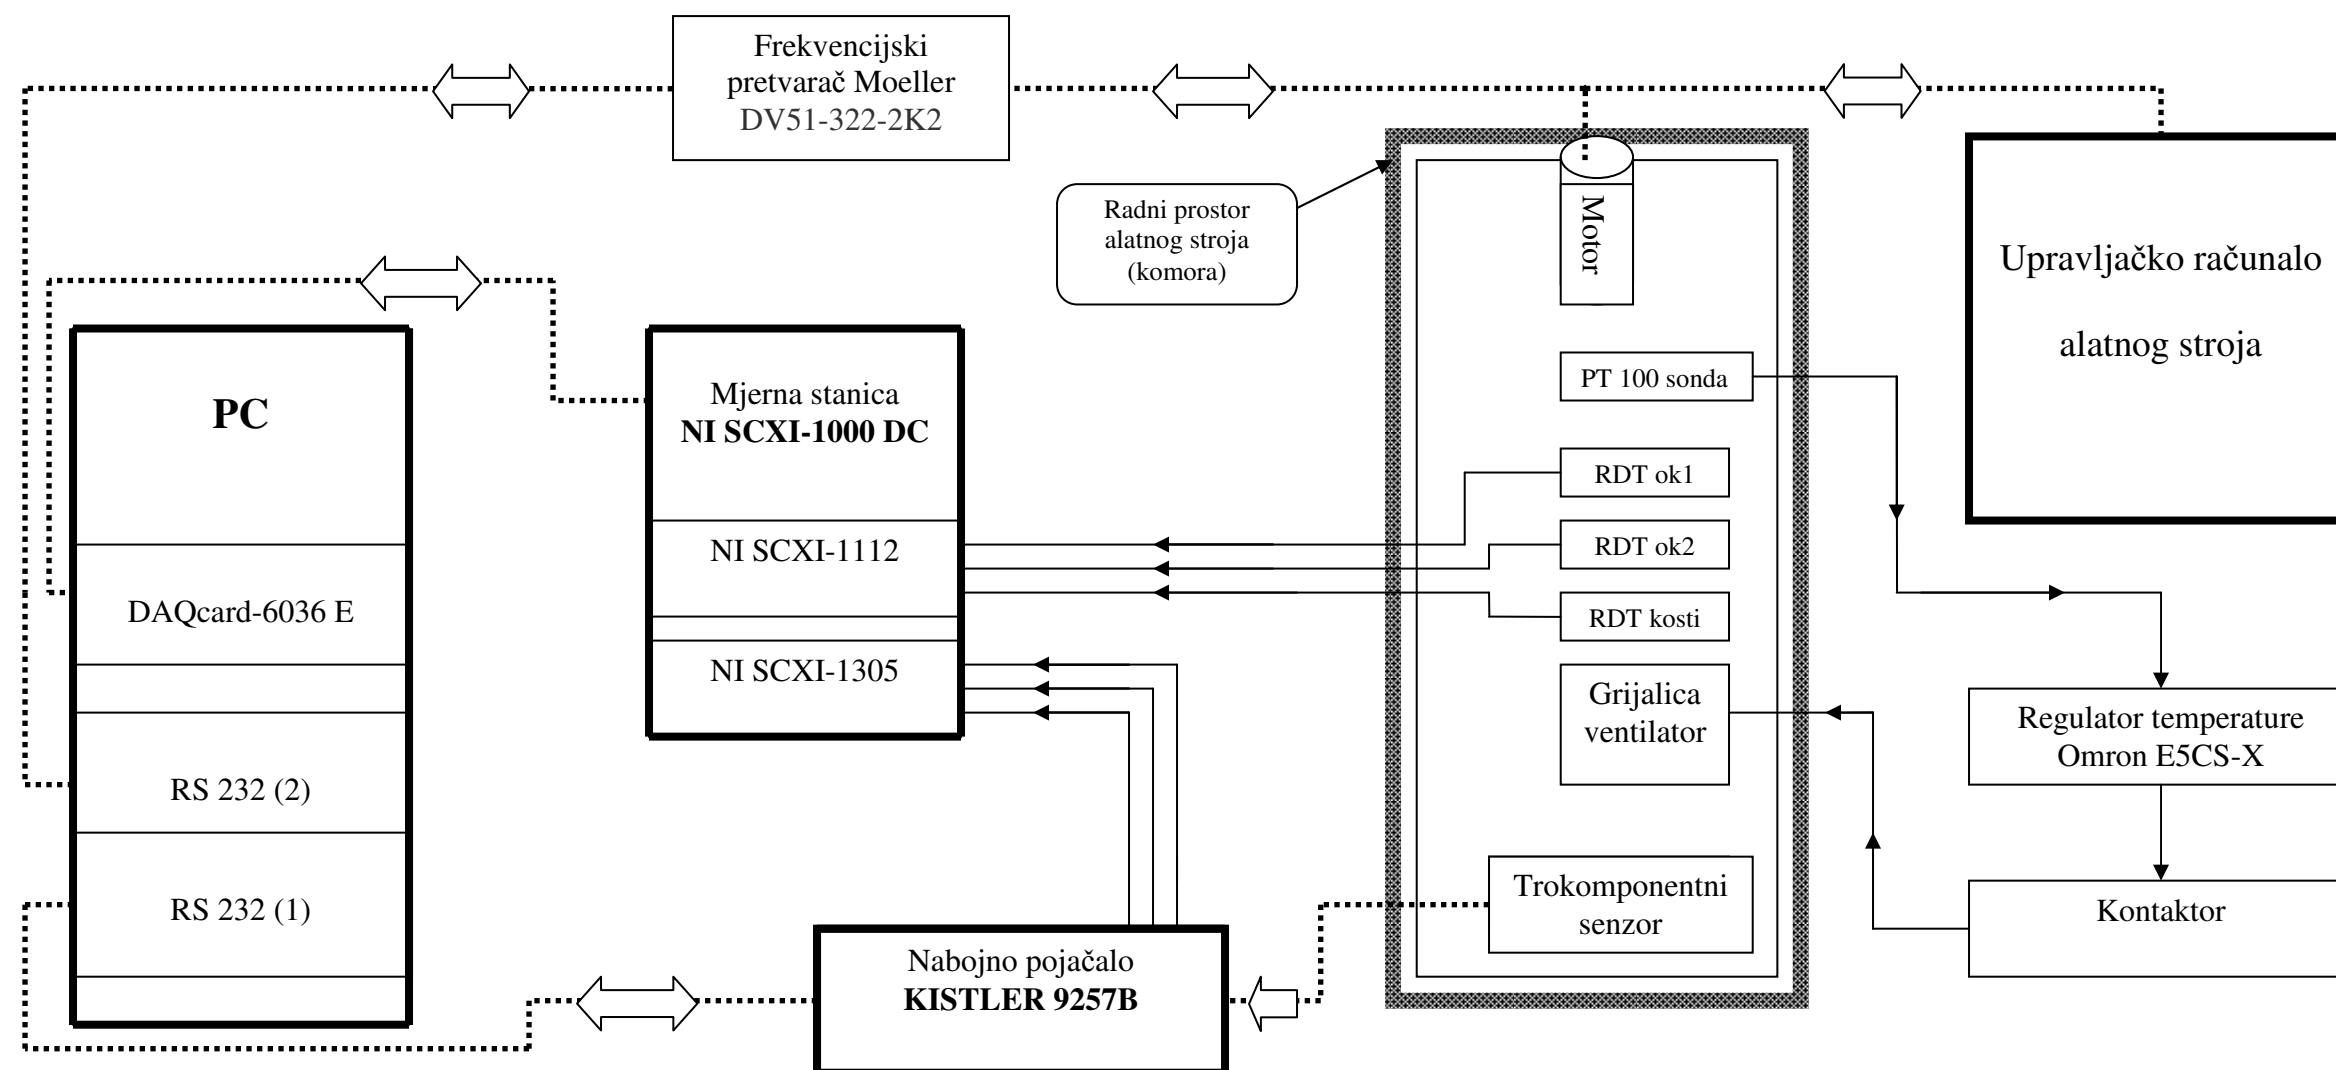 Frekvencijski
pretvarač Moeller
DV51-322-2K2
Radni prostor
alatnog stroja
(komora)
Motor
Upravljačko računalo
alatnog stroja
PC
Mjerna stanica
NI SCXI-1000 DC
PT 100 sonda
RDT ok1
NI SCXI-1112
RDT ok2
DAQcard-6036 E
RDT kosti
NI SCXI-1305
Grijalica
ventilator
Regulator temperature
Omron E5CS-X
RS 232 (2)
Trokomponentni
senzor
RS 232 (1)
Kontaktor
Nabojno pojačalo
KISTLER 9257B